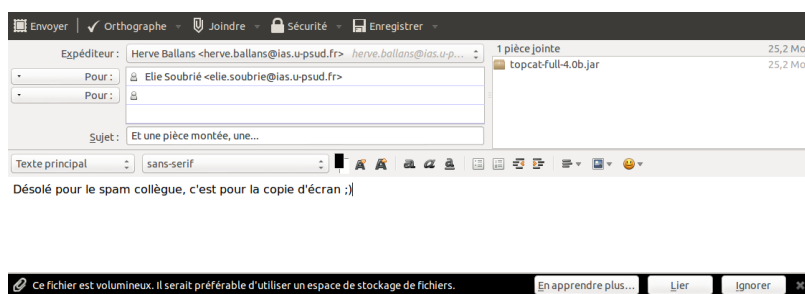 Envoyer Orthographe Joindre Sécurité Enregistrer
Expéditeur : Herve Ballans <herve.ballans@ias.u-psud.fr> herve.ballans@ias.u-p...
1 pièce jointe 25,2 Mo
topcat-full-4.0b.jar 25,2 Mo
Pour : Elie Soubrié <elie.soubrie@ias.u-psud.fr>
Pour :
Sujet : Et une pièce montée, une...
Texte principal sans-serif
Désolé pour le spam collègue, c'est pour la copie d'écran ;)
Ce fichier est volumineux. Il serait préférable d'utiliser un espace de stockage de fichiers. En apprendre plus... Lier Ignorer